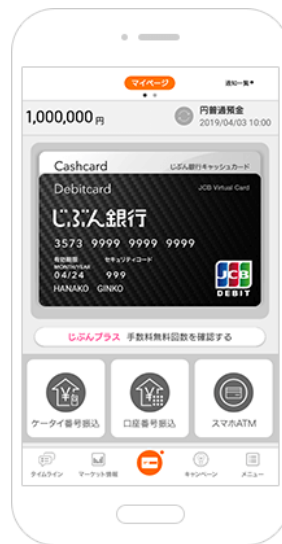 マイページ
通知一覧
1,000,000 円
円普通預金
2019/04/03 10:00
Cashcard
じぶん銀行キャッシュカード
Debitcard
JCB Virtual Card
じぶん銀行
3573 9999 9999 9999
有効期限 セキュリティコード
MONTH/YEAR
04/24 999
HANAKO GINKO
JCB
DEBIT
じぶんプラス 手数料無料回数を確認する
ケータイ番号振込
口座番号振込
スマホATM
タイムライン
マーケット情報
キャンペーン
メニュー